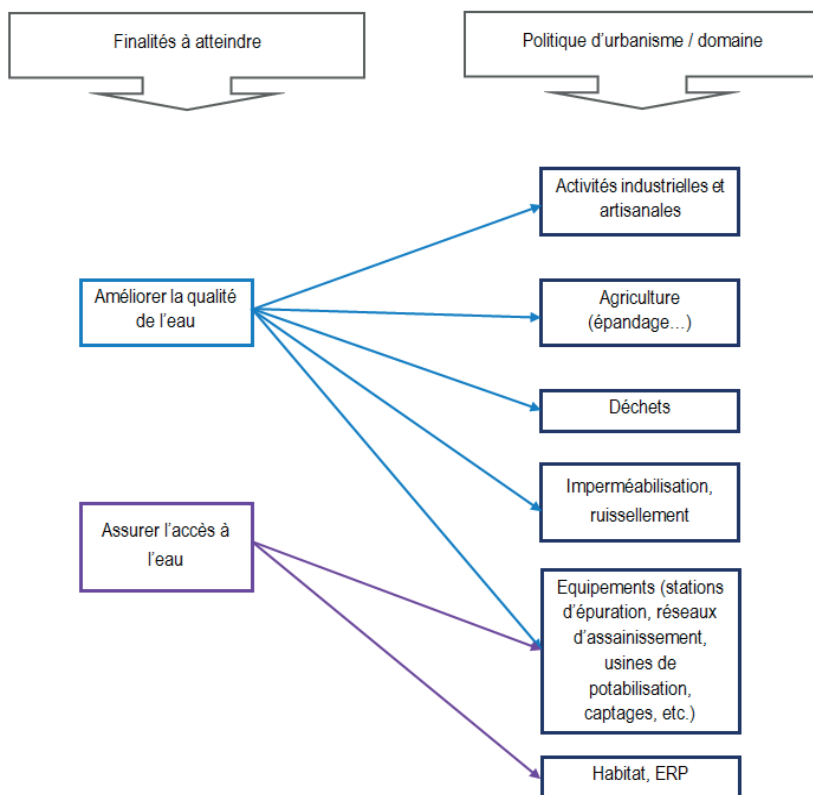 Finalités à atteindre
Politique d'urbanisme / domaine
Activités industrielles et
artisanales
Améliorer la qualité
de l'eau
Agriculture
(épandage…)
Déchets
Imperméabilisation,
ruissellement
Assurer l'accès à
l'eau
Equipements (stations
d'épuration, réseaux
d'assainissement,
usines de
potabilisation,
captages, etc.)
Habitat, ERP